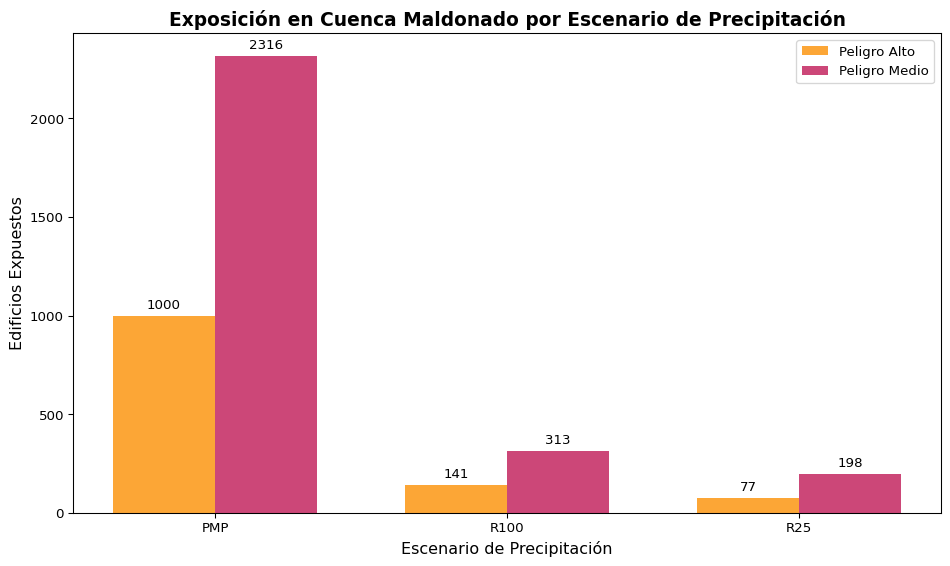 Exposición en Cuenca Maldonado por Escenario de Precipitación
Peligro Alto
Peligro Medio
Edificios Expuestos
2000
1500
1000
500
0
1000
2316
141
313
77
198
PMP
R100
R25
Escenario de Precipitación